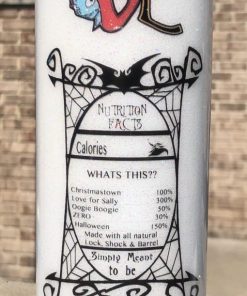 NUTRITION
FACTS
Calories
WHATS THIS??
Christmastown 100%
Love for Sally 300%
Oogie Boogie 50%
ZERO 30%
Halloween 150%
Made with all natural
Lock, Shock & Barrel
Simply Meant
to be